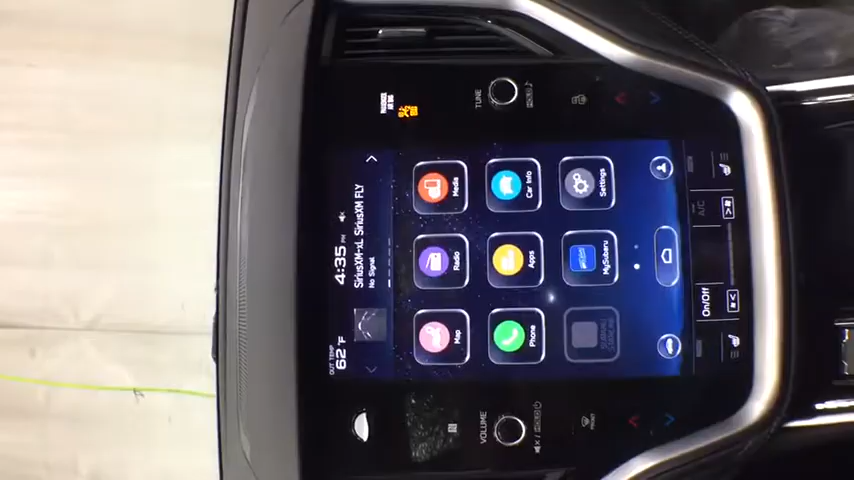 OUT TEMP
62°F
4:35 PM
SiriusXM-xL SiriusXM FLY
No Signal
Map
Radio
Media
VOLUME
TUNE
Phone
Apps
Car Info
MySubaru
Settings
FRONT
On/Off
A/C